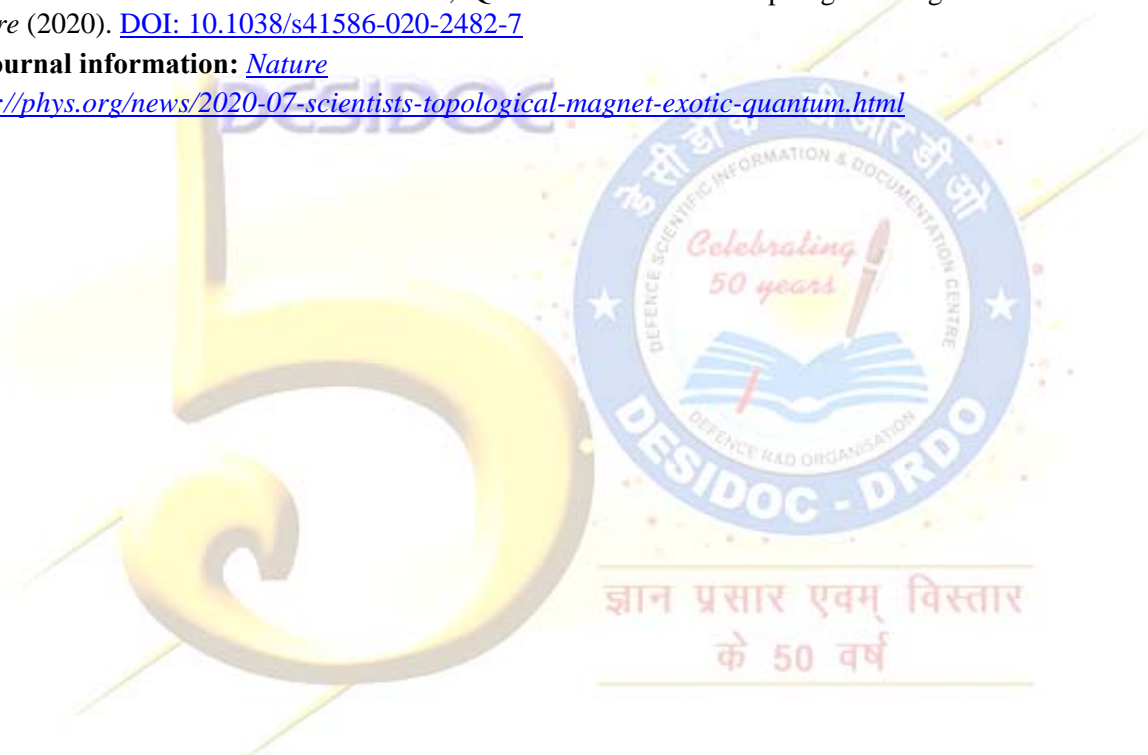 re (2020). DOI: 10.1038/s41586-020-2482-7
ournal information: Nature
://phys.org/news/2020-07-scientists-topological-magnet-exotic-quantum.html
DESIDOC
डे सी डॉ क - डी आर डी ओ
DEFENCE SCIENTIFIC INFORMATION & DOCUMENTATION CENTRE
Celebrating
50 years
DEFENCE R&D ORGANISATION
DESIDOC - DRDO
ज्ञान प्रसार एवम् विस्तार
के 50 वर्ष